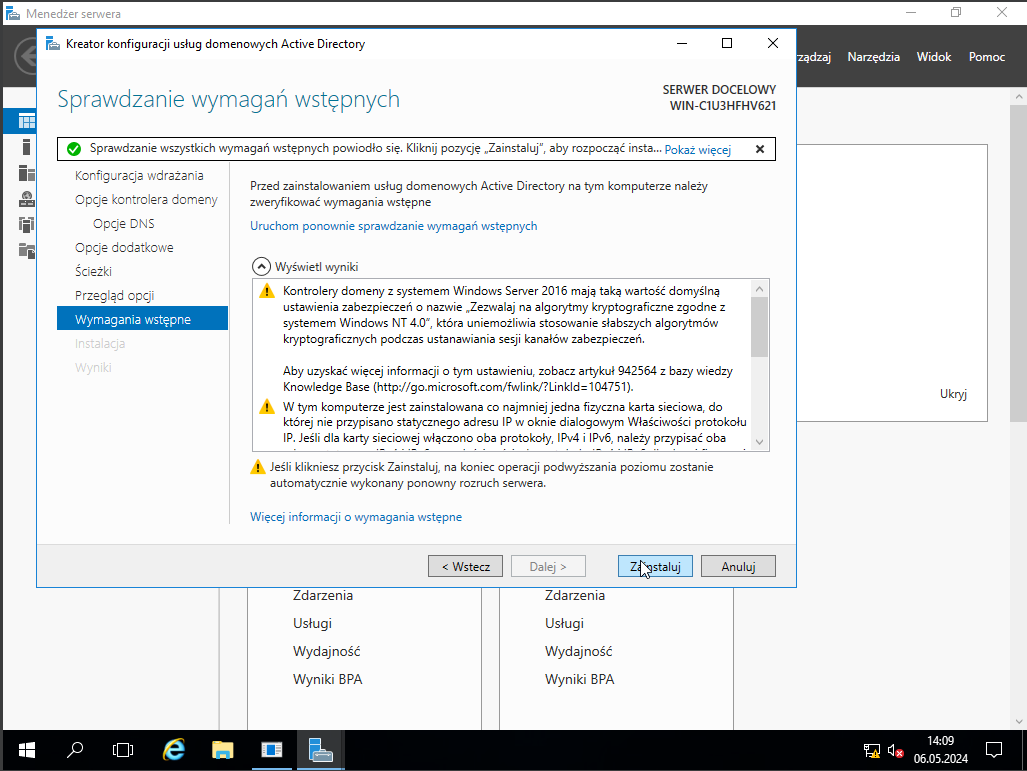 Menedżer serwera
rządzaj Narzędzia Widok Pomoc
Kreator konfiguracji usług domenowych Active Directory
Sprawdzanie wymagań wstępnych
SERWER DOCELOWY
WIN-C1U3HFHV621
Sprawdzanie wszystkich wymagań wstępnych powiodło się. Kliknij pozycję „Zainstaluj”, aby rozpocząć insta... Pokaż więcej
Konfiguracja wdrażania
Opcje kontrolera domeny
Opcje DNS
Opcje dodatkowe
Ścieżki
Przegląd opcji
Wymagania wstępne
Instalacja
Wyniki
Przed zainstalowaniem usług domenowych Active Directory na tym komputerze należy
zweryfikować wymagania wstępne
Uruchom ponownie sprawdzanie wymagań wstępnych
Wyświetl wyniki
Kontrolery domeny z systemem Windows Server 2016 mają taką wartość domyślną
ustawienia zabezpieczeń o nazwie „Zezwalaj na algorytmy kryptograficzne zgodne z
systemem Windows NT 4.0”, która uniemożliwia stosowanie słabszych algorytmów
kryptograficznych podczas ustanawiania sesji kanałów zabezpieczeń.
Aby uzyskać więcej informacji o tym ustawieniu, zobacz artykuł 942564 z bazy wiedzy
Knowledge Base (http://go.microsoft.com/fwlink/?LinkId=104751).
W tym komputerze jest zainstalowana co najmniej jedna fizyczna karta sieciowa, do
której nie przypisano statycznego adresu IP w oknie dialogowym Właściwości protokołu
IP. Jeśli dla karty sieciowej włączono oba protokoły, IPv4 i IPv6, należy przypisać oba
Jeśli klikniesz przycisk Zainstaluj, na koniec operacji podwyższania poziomu zostanie
automatycznie wykonany ponowny rozruch serwera.
Więcej informacji o wymagania wstępne
< Wstecz
Dalej >
Zainstaluj
Anuluj
Ukryj
Zdarzenia
Usługi
Wydajność
Wyniki BPA
Zdarzenia
Usługi
Wydajność
Wyniki BPA
14:09
06.05.2024